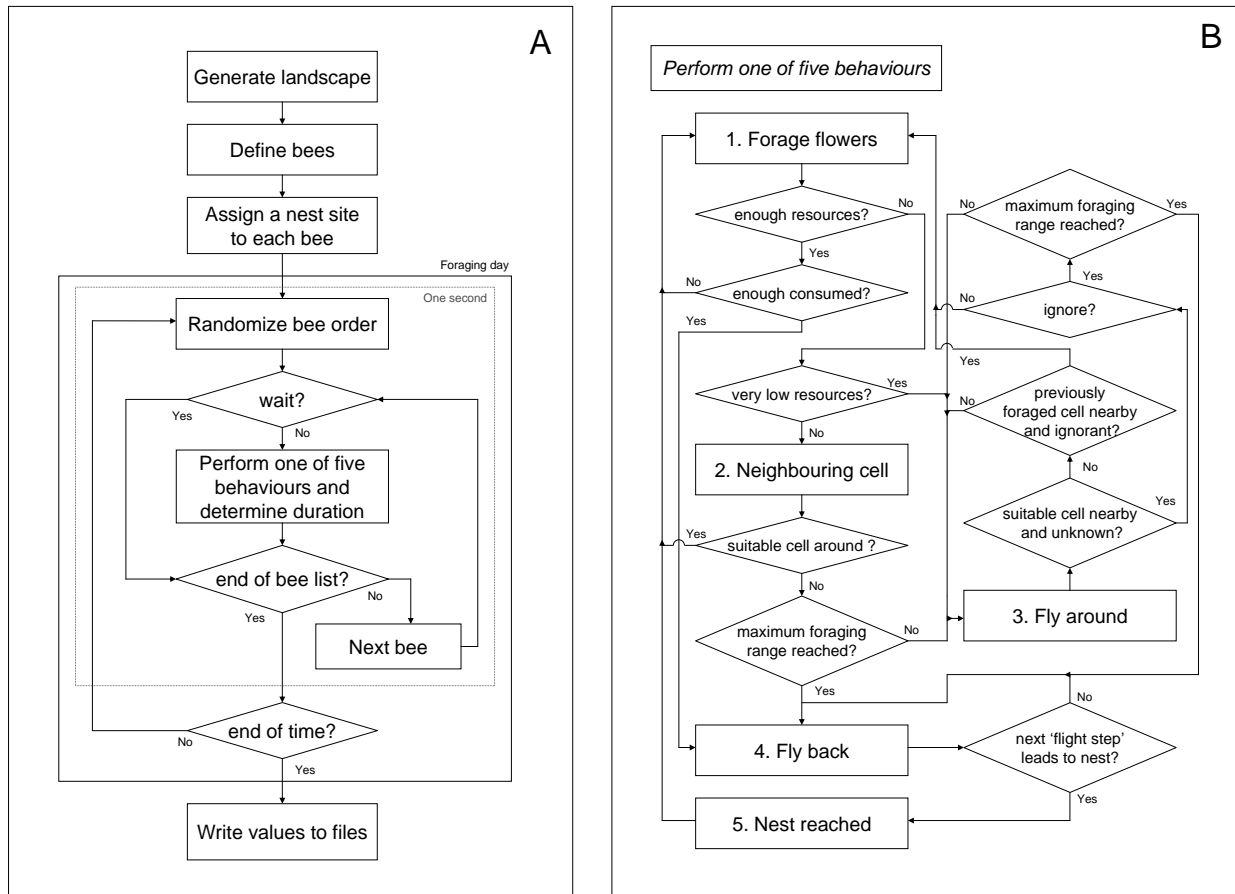 A
Generate landscape
Define bees
Assign a nest site
to each bee
Foraging day
One second
Randomize bee order
wait?
Yes
No
Perform one of five
behaviours and
determine duration
end of bee list?
No
Yes
Next bee
end of time?
No
Yes
Write values to files
B
Perform one of five behaviours
1. Forage flowers
enough resources?
No
Yes
enough consumed?
No
Yes
very low resources?
Yes
No
2. Neighbouring cell
suitable cell around ?
Yes
No
maximum foraging
range reached?
No
Yes
4. Fly back
5. Nest reached
maximum foraging
range reached?
No
Yes
Yes
ignore?
No
Yes
previously
foraged cell nearby
and ignorant?
No
No
suitable cell nearby
and unknown?
Yes
3. Fly around
No
next ‘flight step’
leads to nest?
Yes